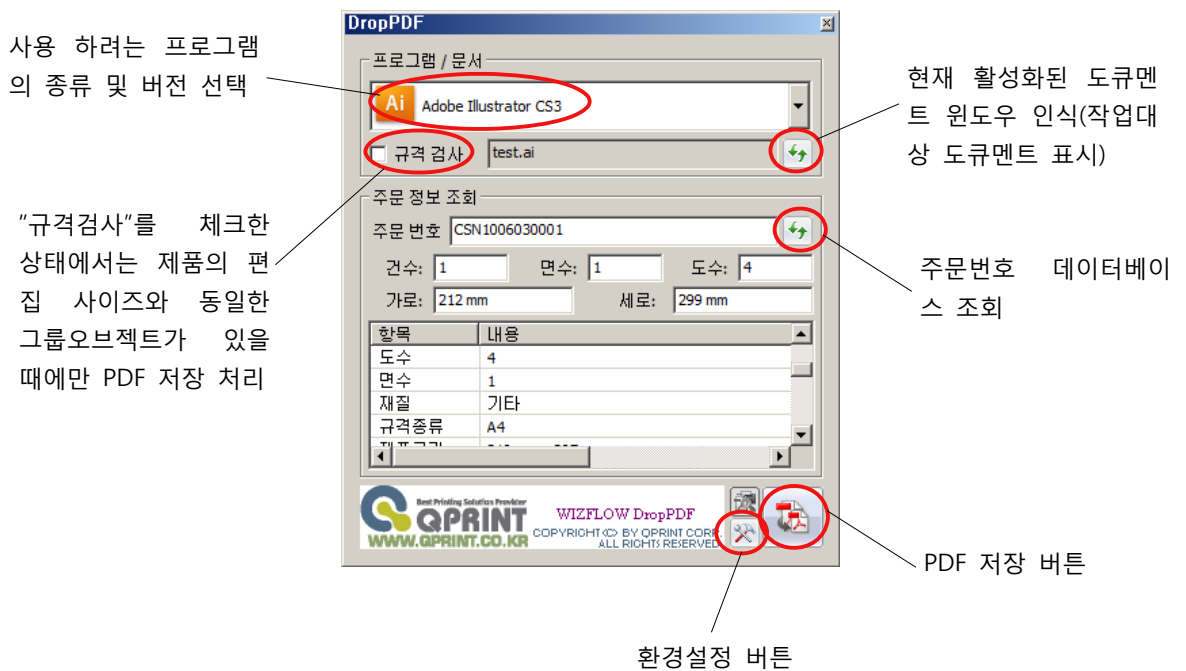 DropPDF
사용 하려는 프로그램
의 종류 및 버전 선택
프로그램 / 문서
Ai Adobe Illustrator CS3
규격 검사 test.ai
현재 활성화된 도큐멘
트 윈도우 인식(작업대
상 도큐멘트 표시)
주문 정보 조회
주문 번호 CSN1006030001
건수: 1 면수: 1 도수: 4
가로: 212 mm 세로: 299 mm
"규격검사"를 체크한
상태에서는 제품의 편
집 사이즈와 동일한
그룹오브젝트가 있을
때에만 PDF 저장 처리
주문번호 데이터베이
스 조회
항목 내용
도수 4
면수 1
재질 기타
규격종류 A4
Best Printing Solution Provider
QPRINT
WWW.QPRINT.CO.KR
WIZFLOW DropPDF
COPYRIGHT(C) BY QPRINT CORP.
ALL RIGHTS RESERVED
PDF 저장 버튼
환경설정 버튼